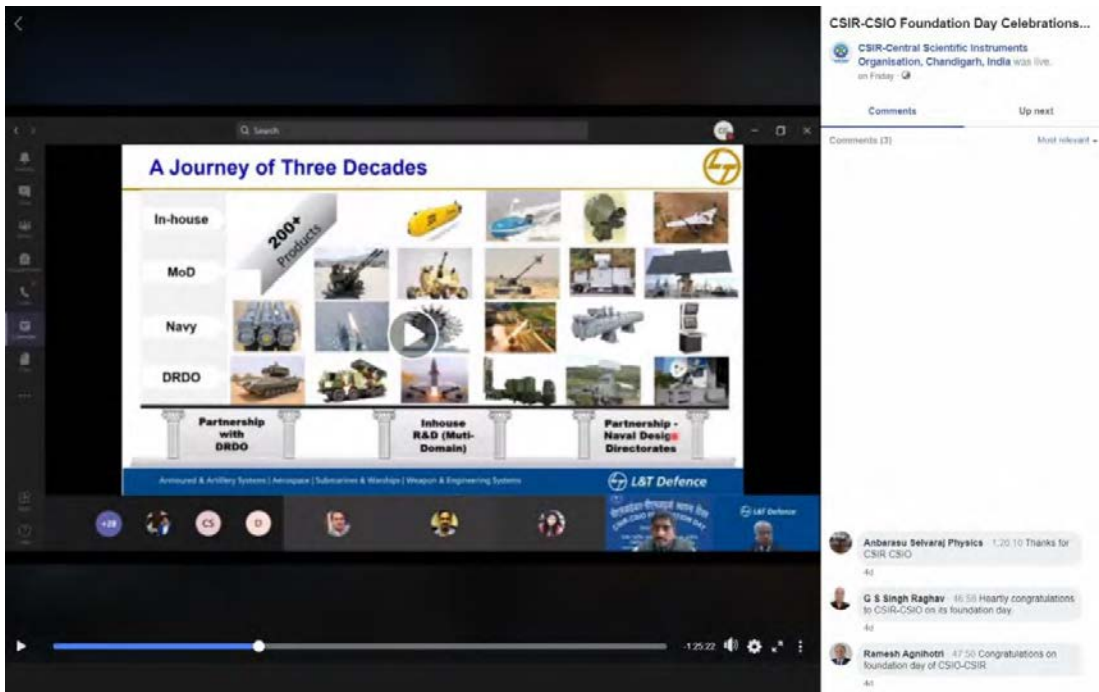 CSIR-CSIO Foundation Day Celebrations...
CSIR-Central Scientific Instruments
Organisation, Chandigarh, India was live.
on Friday
Comments
Up next
Comments (3)
Most relevant
Search
A Journey of Three Decades
In-house
200+
Products
MoD
Navy
DRDO
Partnership
with
DRDO
Inhouse
R&D (Muti-
Domain)
Partnership -
Naval Design
Directorates
Armoured & Artillery Systems | Aerospace | Submarines & Warships | Weapon & Engineering Systems
L&T Defence
+28
CS
D
CSIR-CSIO FOUNDATION DAY
L&T Defence
-1:25:22
Anbarasu Selvaraj Physics · 1:20:10 Thanks for
CSIR CSIO
4d
G S Singh Raghav · 46:58 Heartly congratulations
to CSIR-CSIO on its foundation day
4d
Ramesh Agnihotri · 47:50 Congratulations on
foundation day of CSIO-CSIR
4d